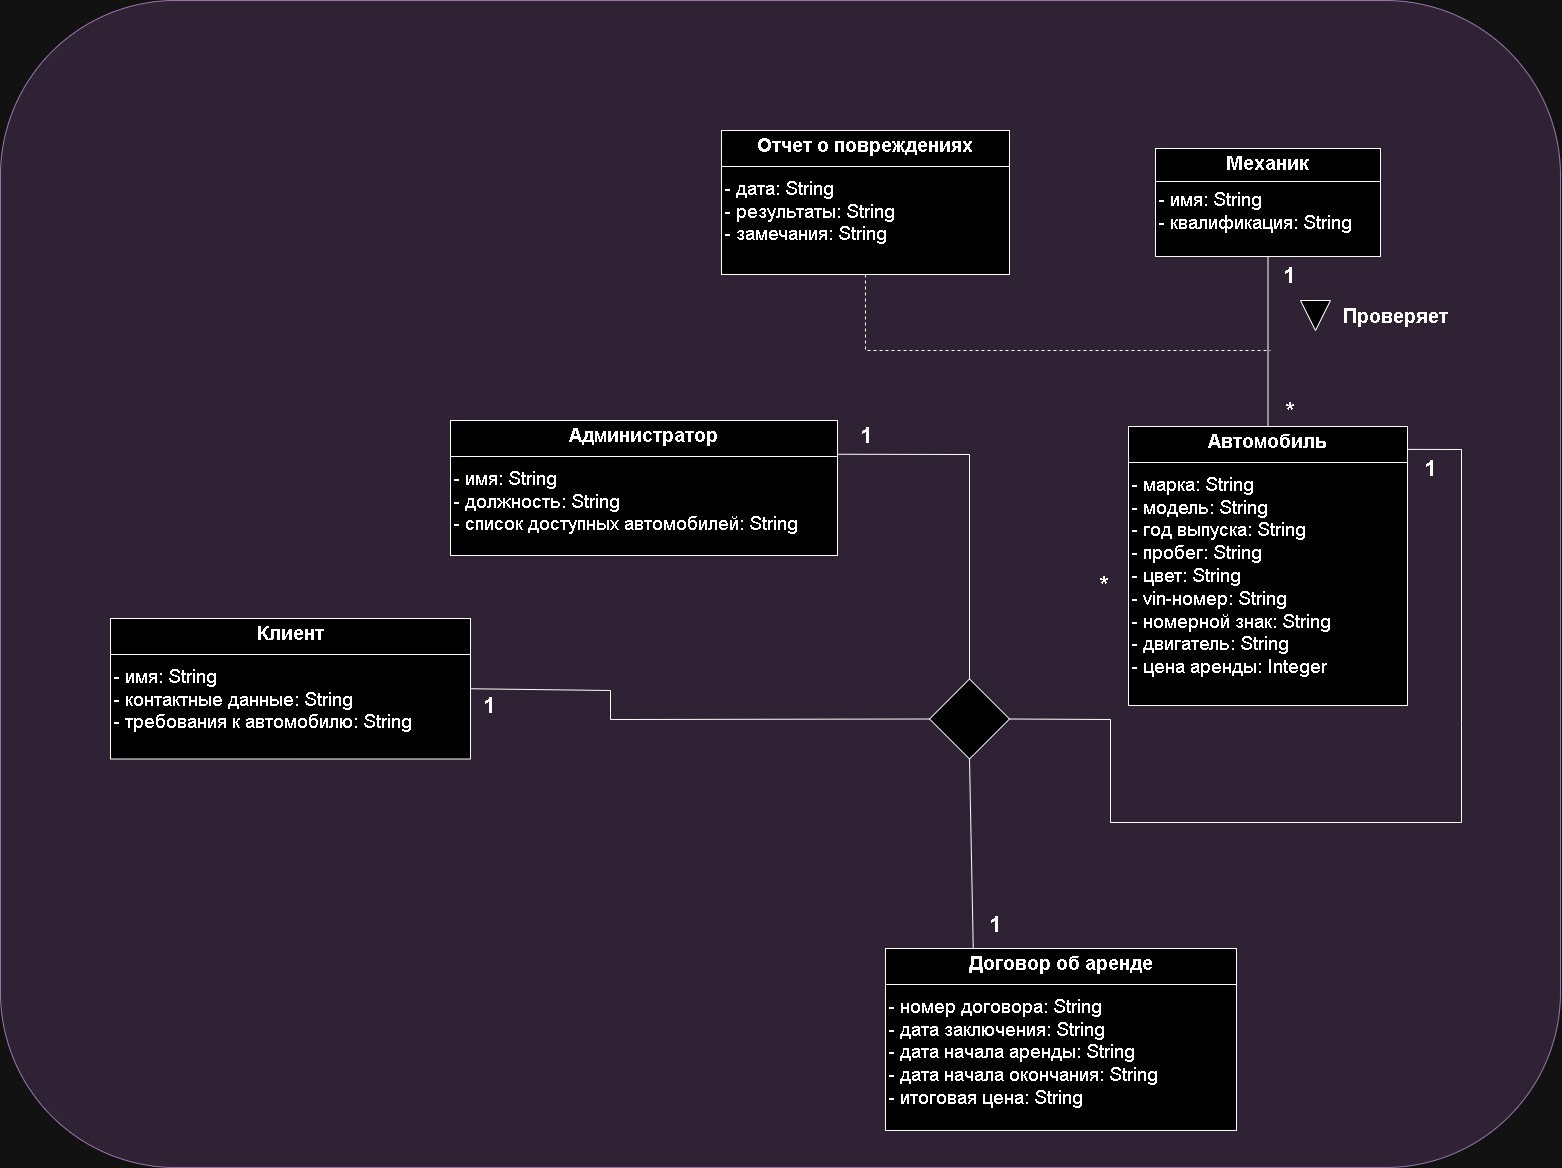 Отчет о повреждениях
- дата: String
- результаты: String
- замечания: String
Механик
- имя: String
- квалификация: String
1
Проверяет
*
Администратор
- имя: String
- должность: String
- список доступных автомобилей: String
1
Автомобиль
- марка: String
- модель: String
- год выпуска: String
- пробег: String
- цвет: String
- vin-номер: String
- номерной знак: String
- двигатель: String
- цена аренды: Integer
1
*
Клиент
- имя: String
- контактные данные: String
- требования к автомобилю: String
1
1
Договор об аренде
- номер договора: String
- дата заключения: String
- дата начала аренды: String
- дата начала окончания: String
- итоговая цена: String